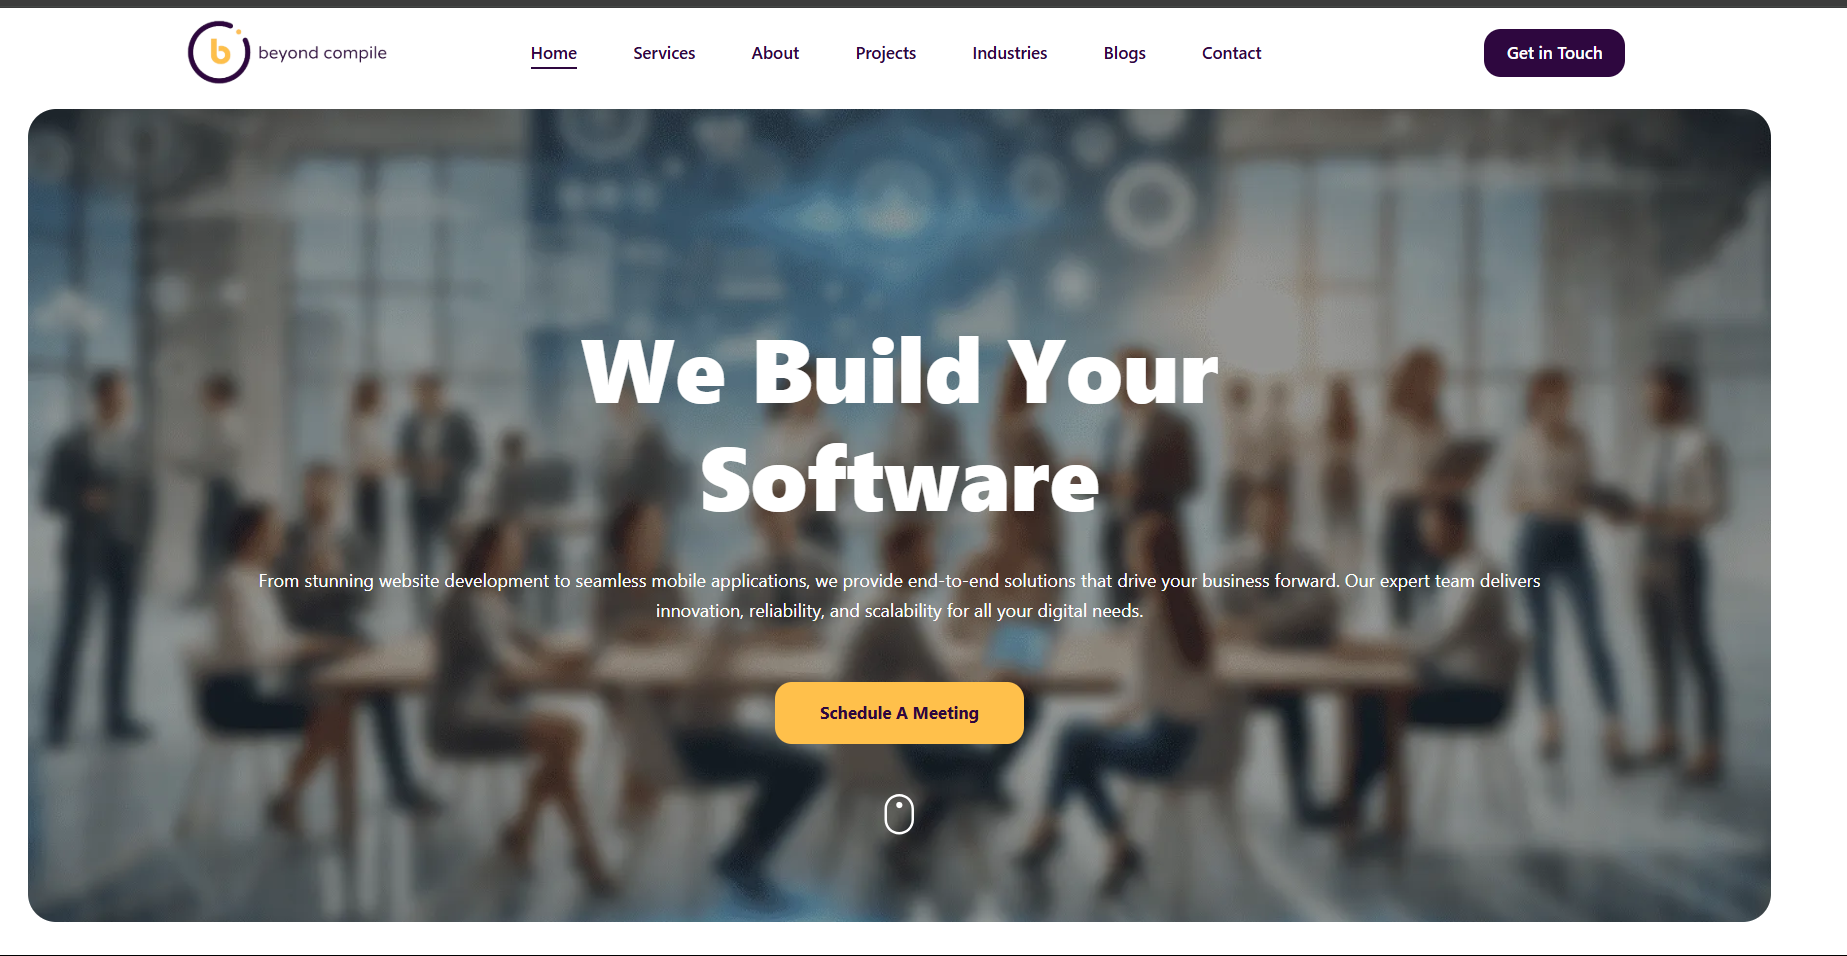 b beyond compile
Home Services About Projects Industries Blogs Contact
Get in Touch
We Build Your
Software
From stunning website development to seamless mobile applications, we provide end-to-end solutions that drive your business forward. Our expert team delivers
innovation, reliability, and scalability for all your digital needs.
Schedule A Meeting